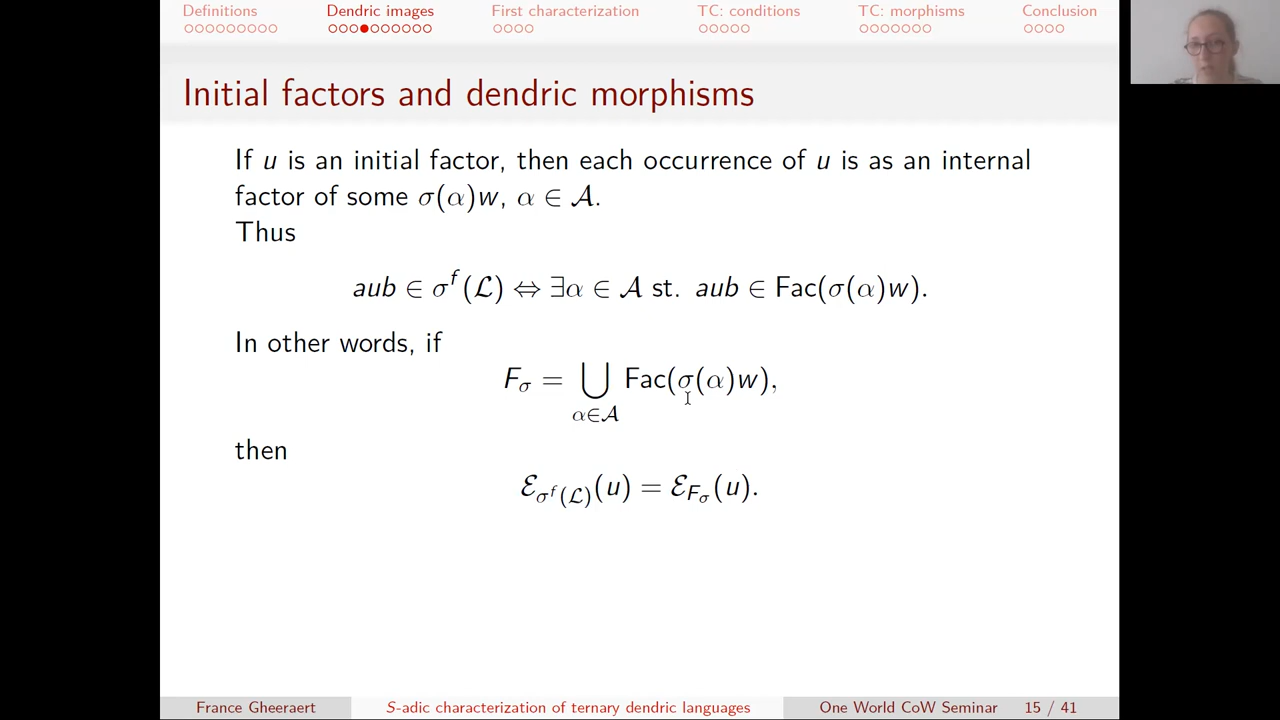 Definitions Dendric images First characterization TC: conditions TC: morphisms Conclusion
Initial factors and dendric morphisms
If u is an initial factor, then each occurrence of u is as an internal
factor of some σ(α)w, α ∈ 𝒜.
Thus
aub ∈ σ^f(ℒ) ⇔ ∃α ∈ 𝒜 st. aub ∈ Fac(σ(α)w).
In other words, if
F_σ = ⋃_{α∈𝒜} Fac(σ(α)w),
then
ℰ_{σ^f(ℒ)}(u) = ℰ_{F_σ}(u).
France Gheeraert S-adic characterization of ternary dendric languages One World CoW Seminar 15 / 41